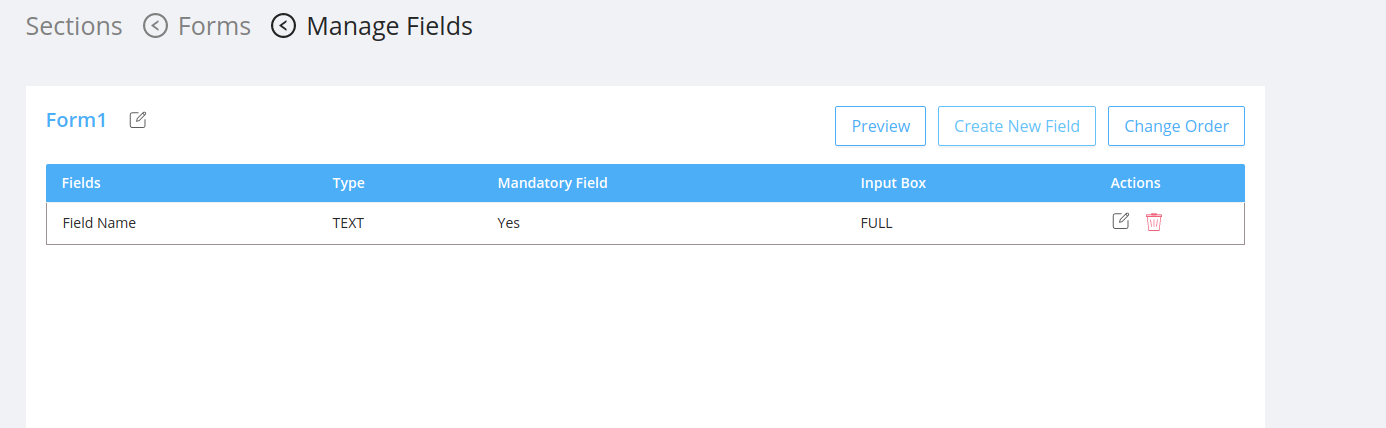 Sections Forms Manage Fields
Form1 Preview Create New Field Change Order
Fields Type Mandatory Field Input Box Actions
Field Name TEXT Yes FULL